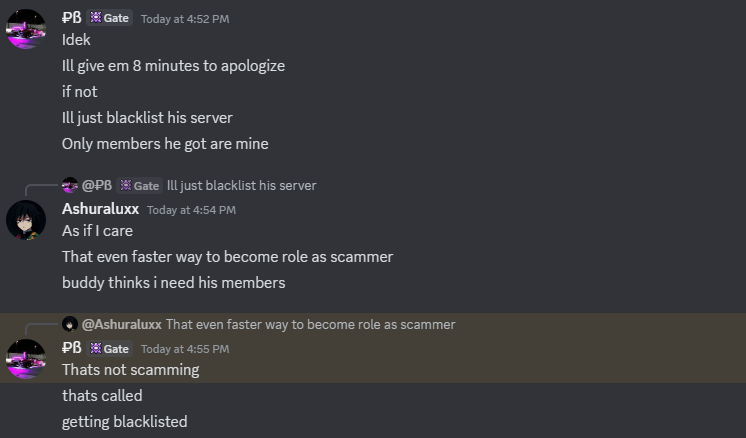 ₽ß Gate Today at 4:52 PM
Idek
Ill give em 8 minutes to apologize
if not
Ill just blacklist his server
Only members he got are mine
@₽ß Gate Ill just blacklist his server
Ashuraluxx Today at 4:54 PM
As if I care
That even faster way to become role as scammer
buddy thinks i need his members
@Ashuraluxx That even faster way to become role as scammer
₽ß Gate Today at 4:55 PM
Thats not scamming
thats called
getting blacklisted